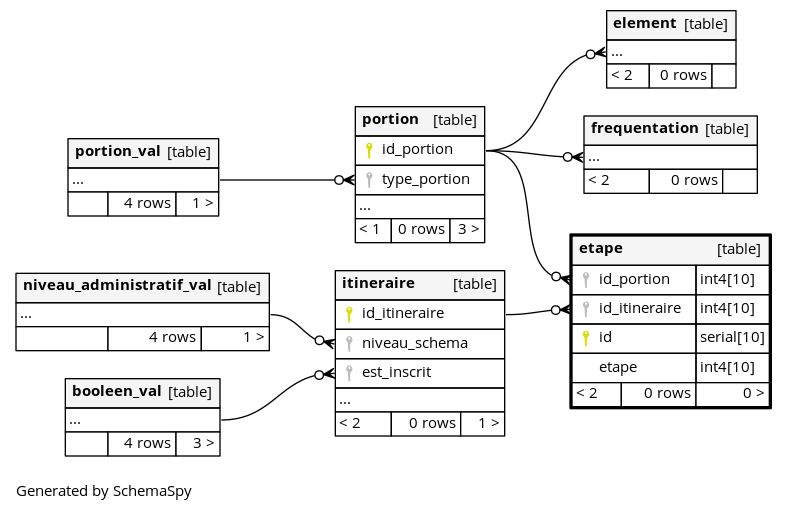 element [table]
...
< 2 0 rows
portion [table]
id_portion
type_portion
...
< 1 0 rows 3 >
frequentation [table]
...
< 2 0 rows
portion_val [table]
...
4 rows 1 >
etape [table]
id_portion int4[10]
id_itineraire int4[10]
id serial[10]
etape int4[10]
< 2 0 rows 0 >
niveau_administratif_val [table]
...
4 rows 1 >
itineraire [table]
id_itineraire
niveau_schema
est_inscrit
...
< 2 0 rows 1 >
booleen_val [table]
...
4 rows 3 >
Generated by SchemaSpy